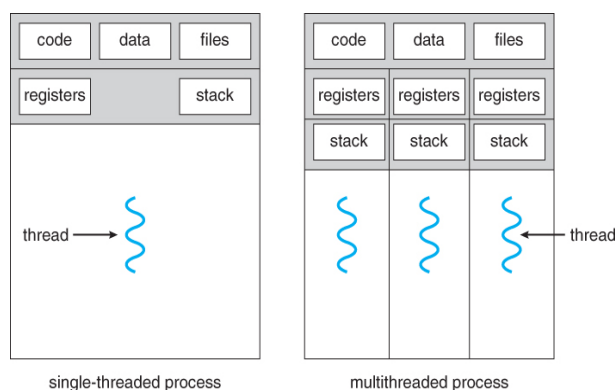 code data files
registers stack
thread
single-threaded process
code data files
registers registers registers
stack stack stack
thread
multithreaded process